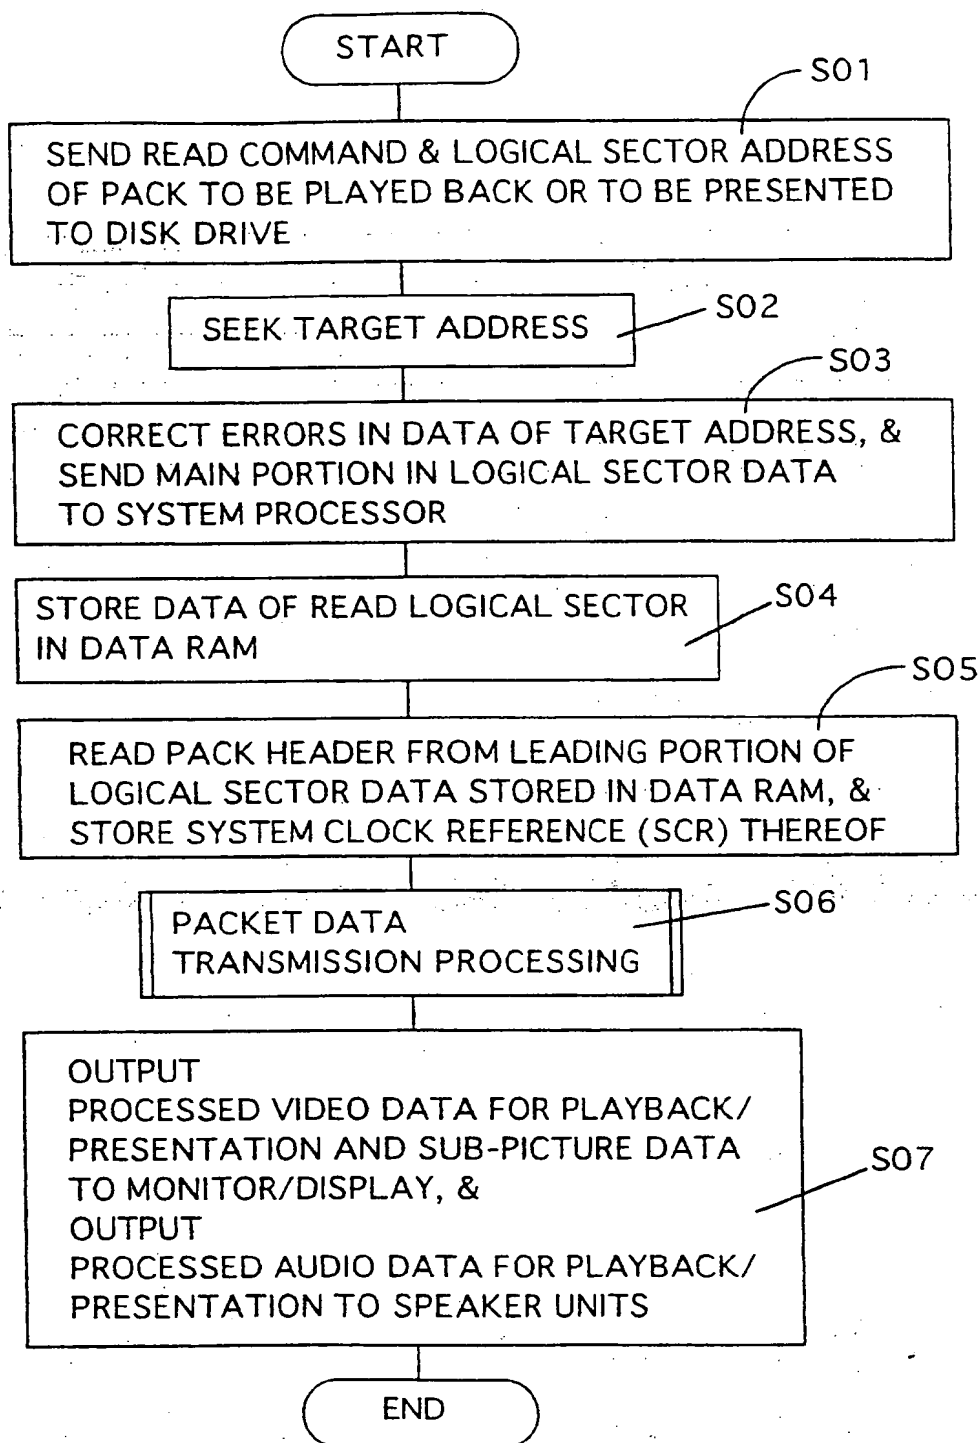 START
S01
SEND READ COMMAND & LOGICAL SECTOR ADDRESS
OF PACK TO BE PLAYED BACK OR TO BE PRESENTED
TO DISK DRIVE
S02
SEEK TARGET ADDRESS
S03
CORRECT ERRORS IN DATA OF TARGET ADDRESS, &
SEND MAIN PORTION IN LOGICAL SECTOR DATA
TO SYSTEM PROCESSOR
S04
STORE DATA OF READ LOGICAL SECTOR
IN DATA RAM
S05
READ PACK HEADER FROM LEADING PORTION OF
LOGICAL SECTOR DATA STORED IN DATA RAM, &
STORE SYSTEM CLOCK REFERENCE (SCR) THEREOF
S06
PACKET DATA
TRANSMISSION PROCESSING
OUTPUT
PROCESSED VIDEO DATA FOR PLAYBACK/
PRESENTATION AND SUB-PICTURE DATA
TO MONITOR/DISPLAY, &
OUTPUT
PROCESSED AUDIO DATA FOR PLAYBACK/
PRESENTATION TO SPEAKER UNITS
S07
END